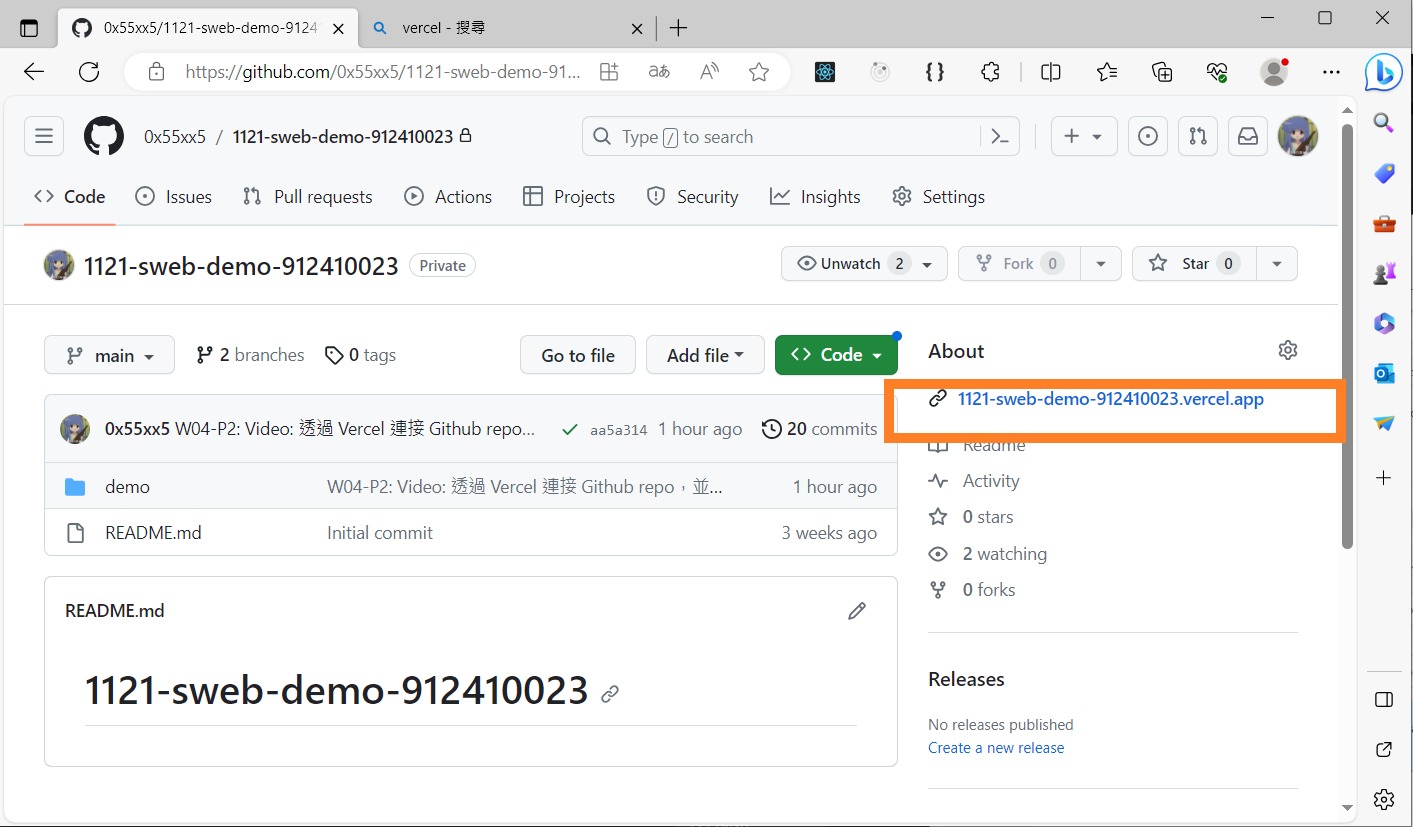 0x55xx5/1121-sweb-demo-9124
vercel - 搜尋
https://github.com/0x55xx5/1121-sweb-demo-91...
0x55xx5 / 1121-sweb-demo-912410023
Type / to search
Code Issues Pull requests Actions Projects Security Insights Settings
1121-sweb-demo-912410023 Private
Unwatch 2 Fork 0 Star 0
main 2 branches 0 tags Go to file Add file Code
About
1121-sweb-demo-912410023.vercel.app
0x55xx5 W04-P2: Video: 透過 Vercel 連接 Github repo... aa5a314 1 hour ago 20 commits
Readme
demo W04-P2: Video: 透過 Vercel 連接 Github repo，並... 1 hour ago
Activity
README.md Initial commit 3 weeks ago
0 stars
2 watching
0 forks
README.md
1121-sweb-demo-912410023
Releases
No releases published
Create a new release